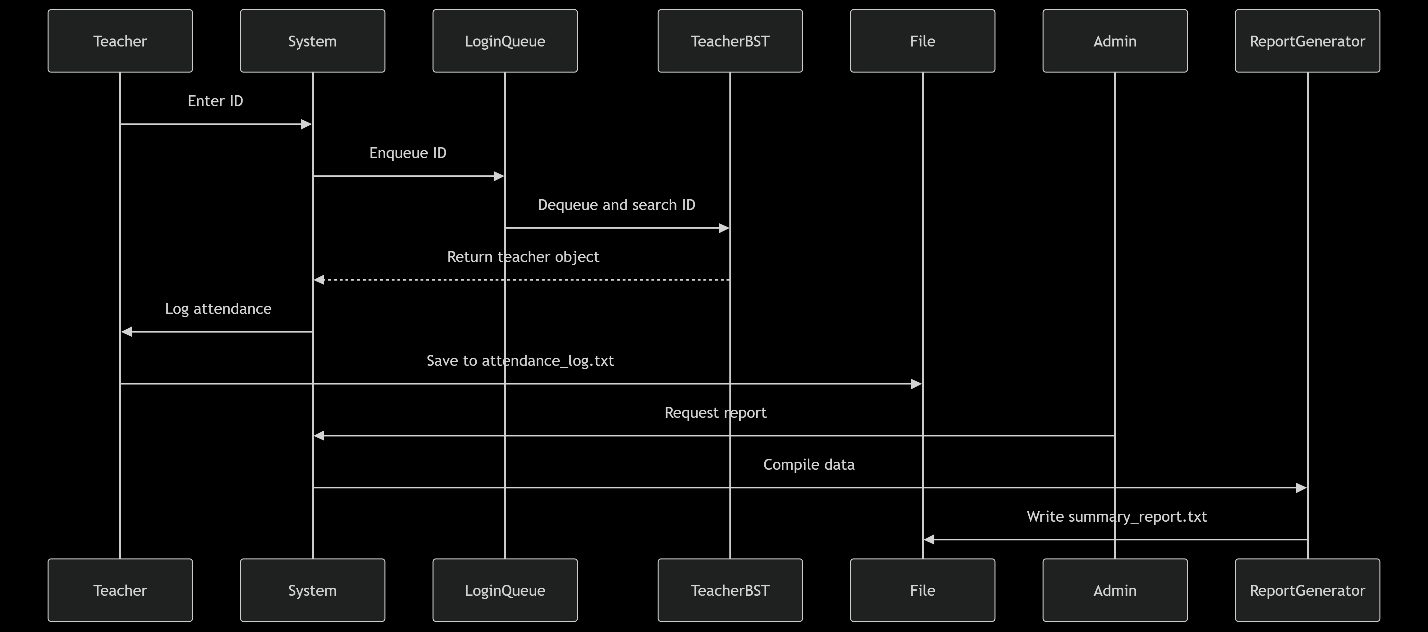 Teacher
System
LoginQueue
TeacherBST
File
Admin
ReportGenerator
Enter ID
Enqueue ID
Dequeue and search ID
Return teacher object
Log attendance
Save to attendance_log.txt
Request report
Compile data
Write summary_report.txt
Teacher
System
LoginQueue
TeacherBST
File
Admin
ReportGenerator